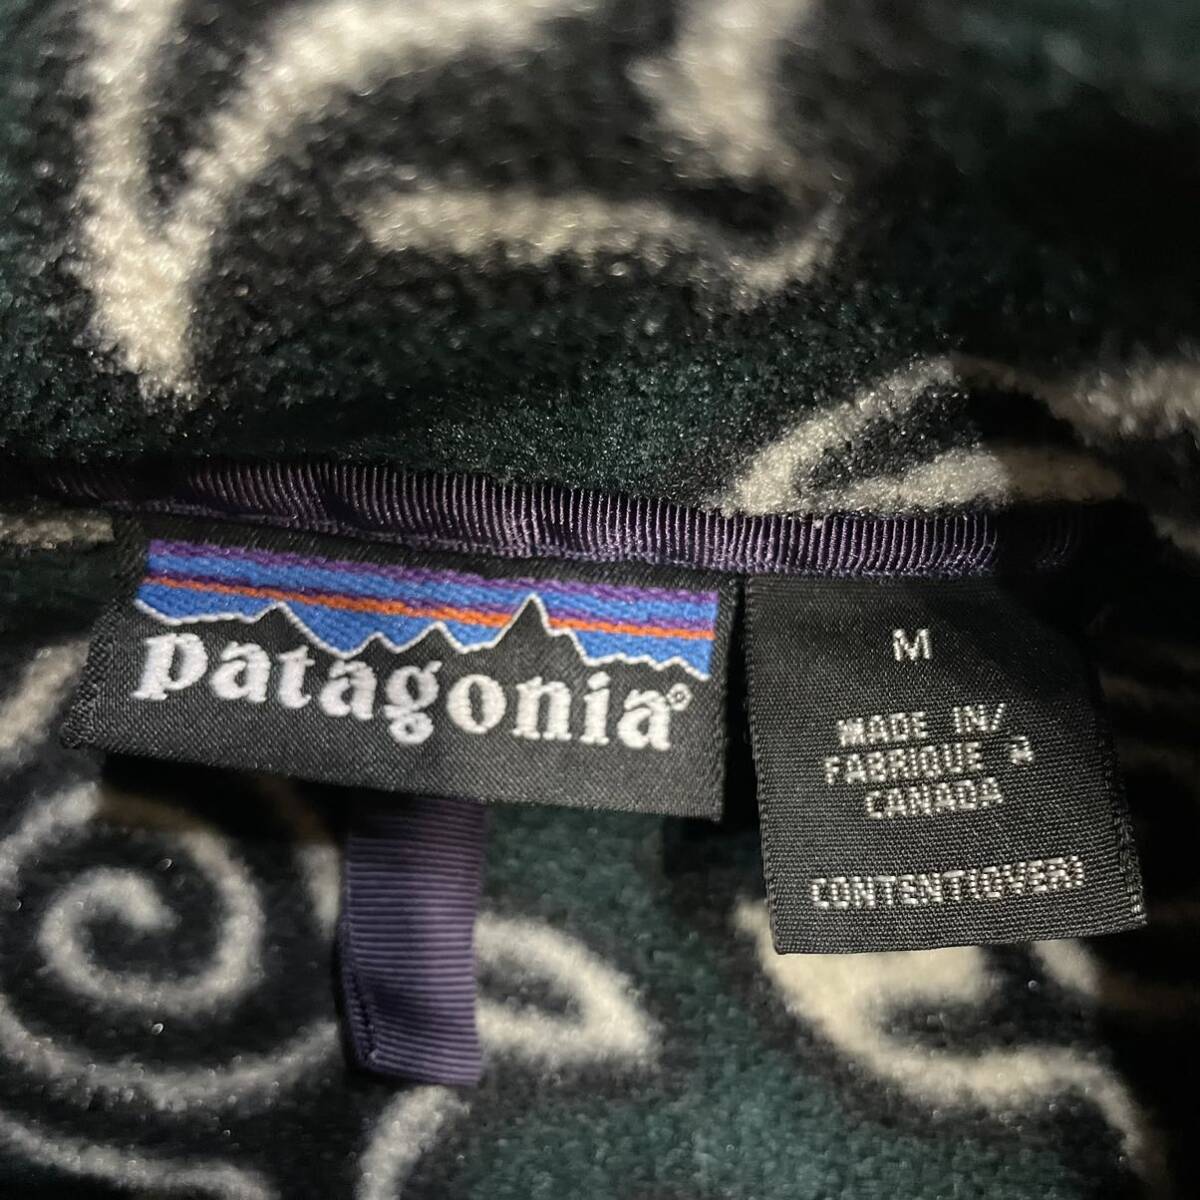 patagonia®
M
MADE IN/
FABRIQUE a
CANADA
CONTENT(OVER)